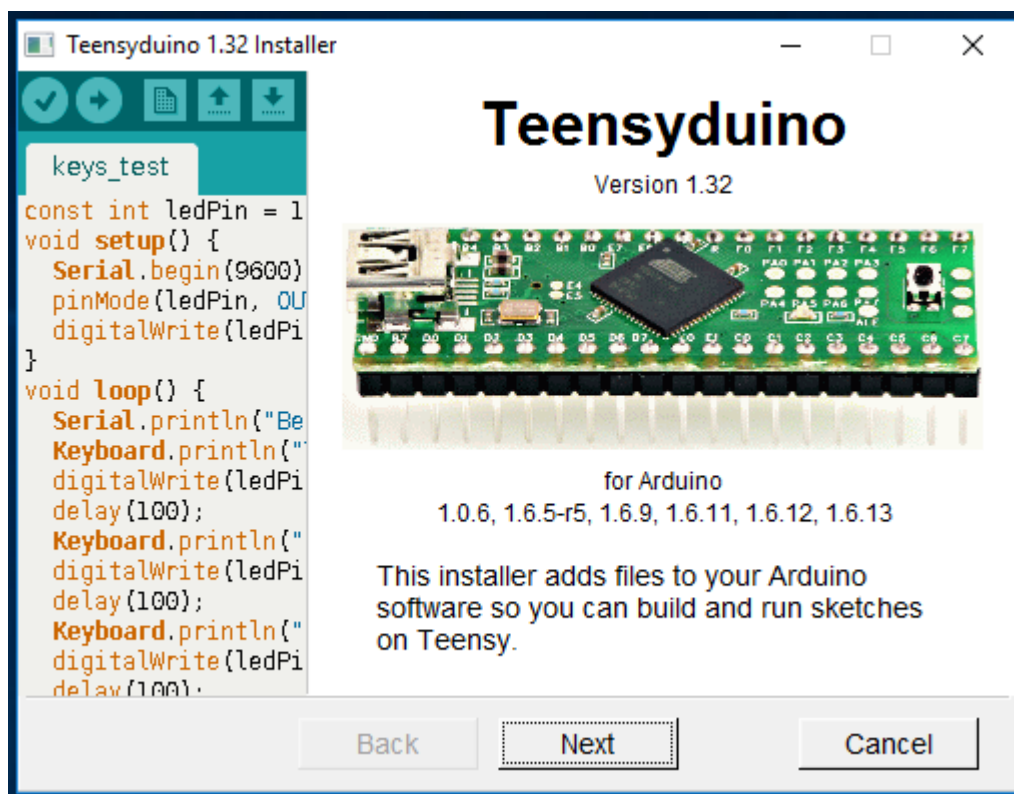 Teensyduino 1.32 Installer
keys_test
const int ledPin = 1
void setup() {
Serial.begin(9600)
pinMode(ledPin, OU
digitalWrite(ledPi
}
void loop() {
Serial.println("Be
Keyboard.println("
digitalWrite(ledPi
delay(100);
Keyboard.println("
digitalWrite(ledPi
delay(100);
Keyboard.println("
digitalWrite(ledPi
delay(100);
Teensyduino
Version 1.32
for Arduino
1.0.6, 1.6.5-r5, 1.6.9, 1.6.11, 1.6.12, 1.6.13
This installer adds files to your Arduino
software so you can build and run sketches
on Teensy.
Back
Next
Cancel